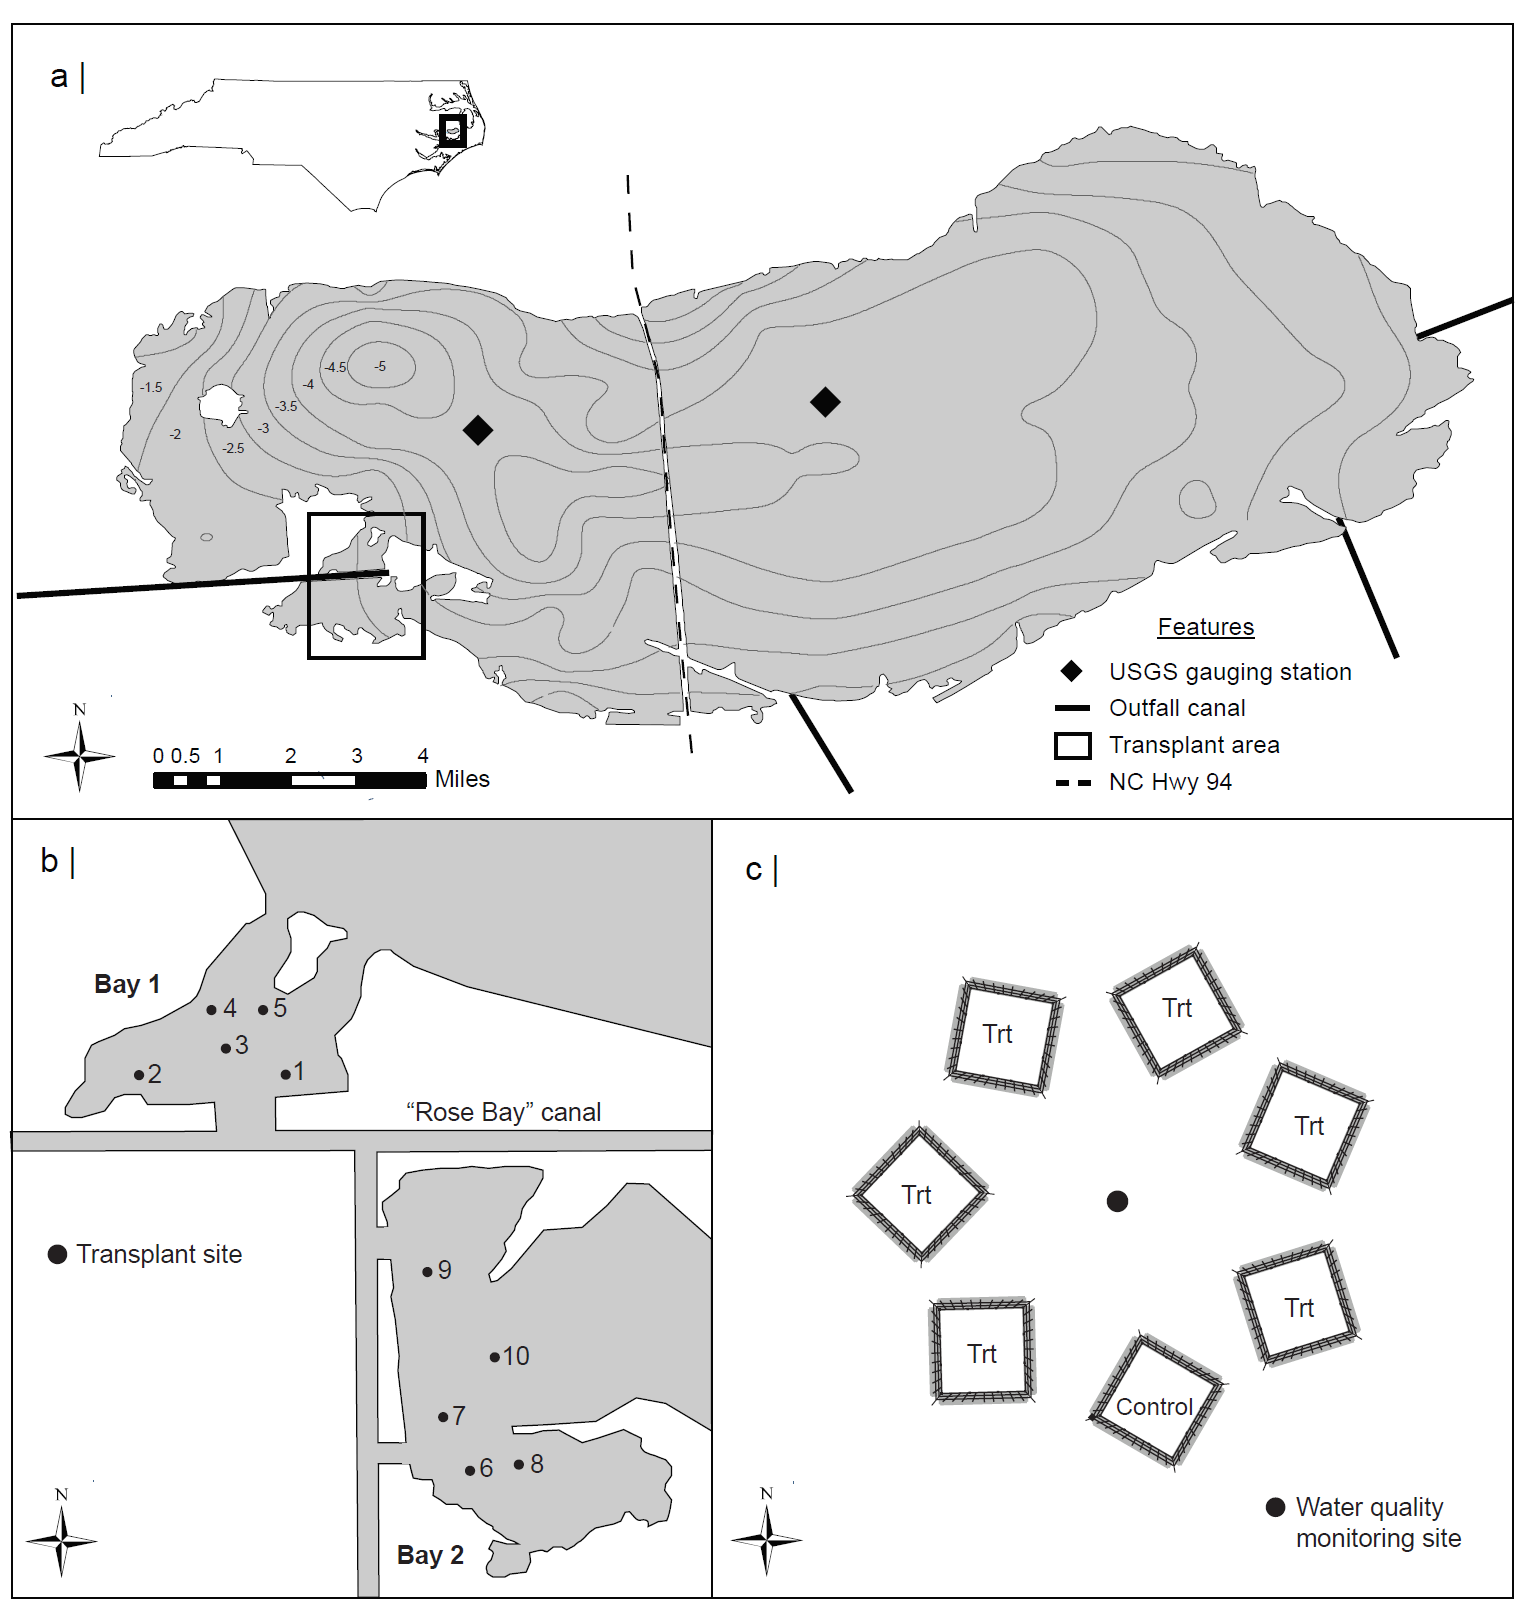 a |
-1.5
-2
-2.5
-3
-3.5
-4
-4.5
-5
Features
USGS gauging station
Outfall canal
Transplant area
NC Hwy 94
N
0 0.5 1 2 3 4
Miles
b |
Bay 1
4
5
3
2
1
“Rose Bay” canal
Transplant site
9
10
7
6
8
Bay 2
N
c |
Trt
Trt
Trt
Trt
Trt
Trt
Control
Water quality
monitoring site
N